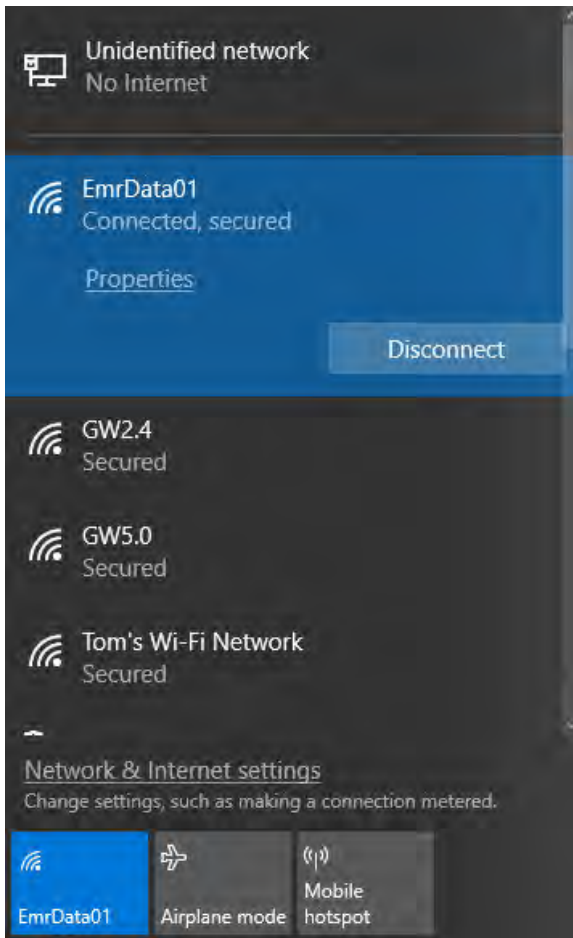 Unidentified network
No Internet
EmrData01
Connected, secured
Properties
Disconnect
GW2.4
Secured
GW5.0
Secured
Tom's Wi-Fi Network
Secured
Network & Internet settings
Change settings, such as making a connection metered.
EmrData01
Airplane mode
Mobile
hotspot